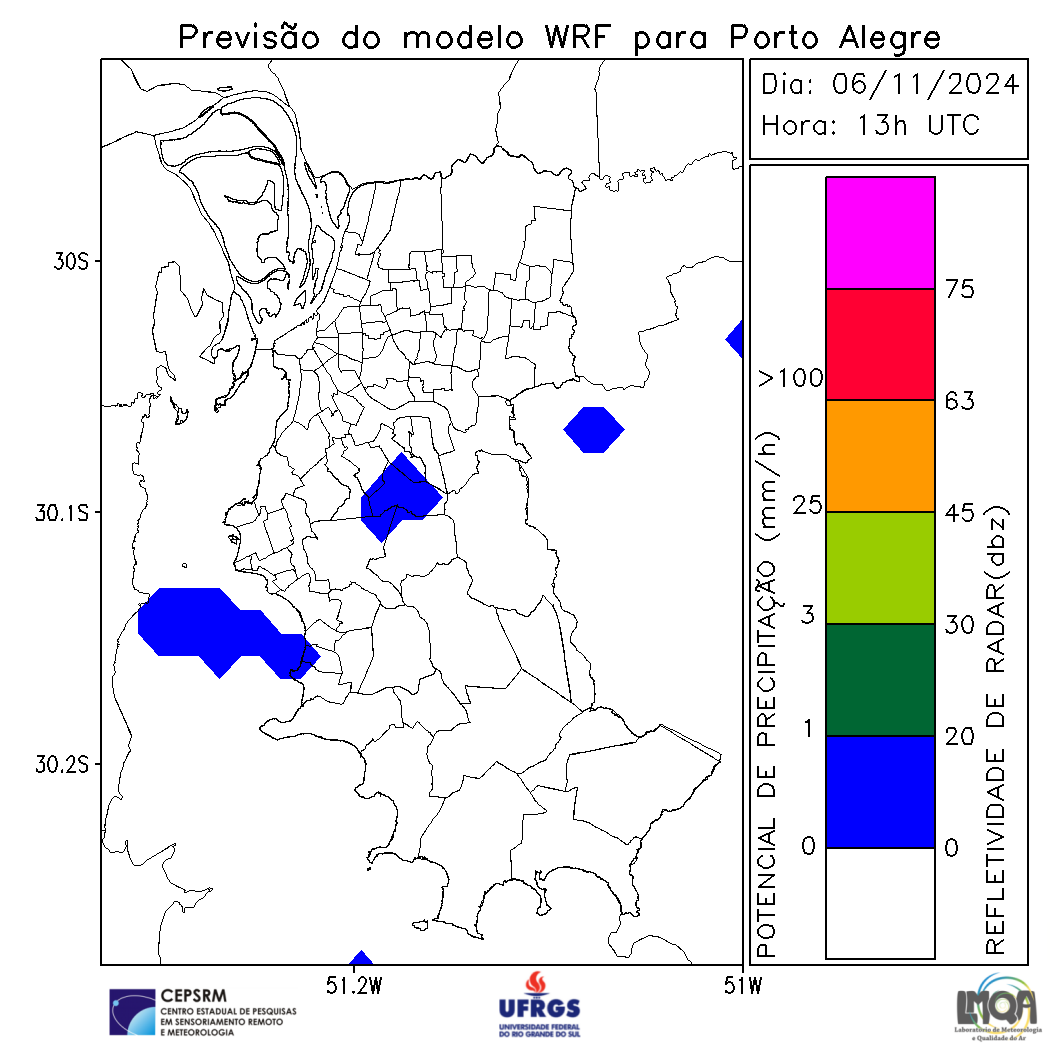 Previsão do modelo WRF para Porto Alegre
Dia: 06/11/2024
Hora: 13h UTC
30S
30.1S
30.2S
51.2W
51W
POTENCIAL DE PRECIPITAÇÃO (mm/h)
>100
25
3
1
0
75
63
45
30
20
0
REFLETIVIDADE DE RADAR(dbz)
CEPSRM
CENTRO ESTADUAL DE PESQUISAS
EM SENSORIAMENTO REMOTO
E METEOROLOGIA
UFRGS
UNIVERSIDADE FEDERAL
DO RIO GRANDE DO SUL
LMQA
Laboratório de Meteorologia
e Qualidade do Ar